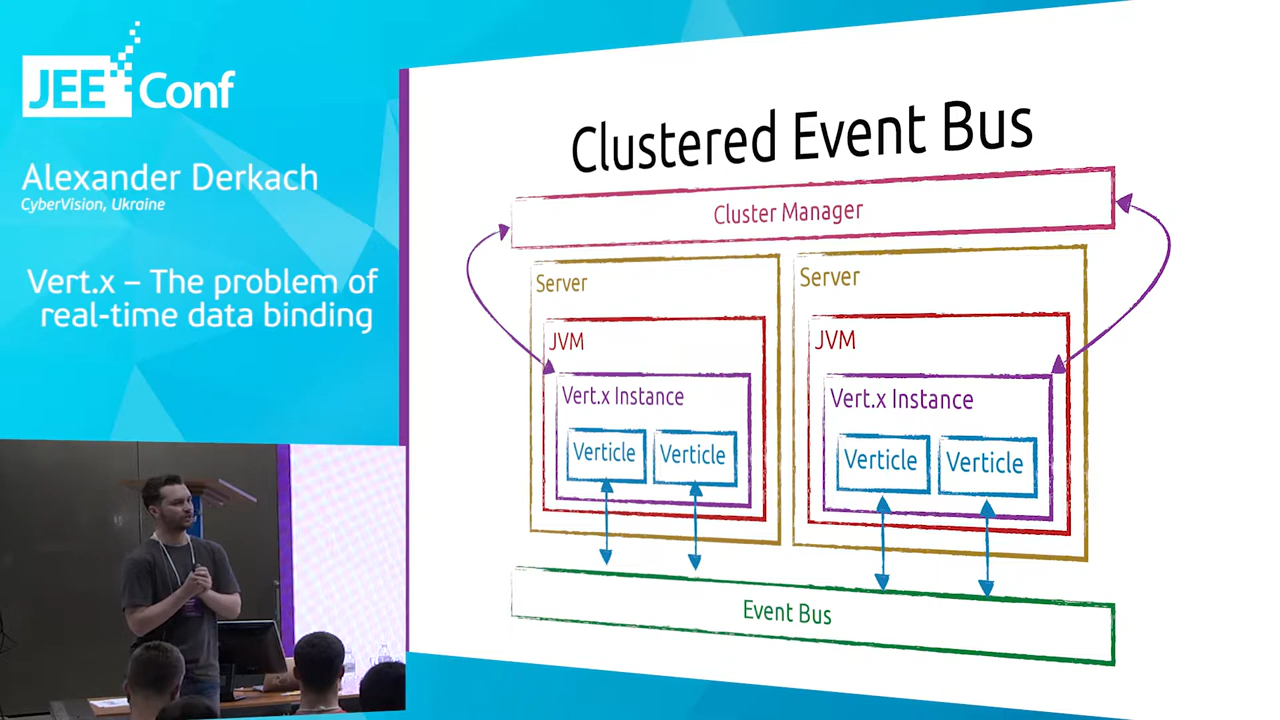 JEE Conf
Alexander Derkach
CyberVision, Ukraine
Vert.x – The problem of
real-time data binding
Clustered Event Bus
Cluster Manager
Server
JVM
Vert.x Instance
Verticle Verticle
Server
JVM
Vert.x Instance
Verticle Verticle
Event Bus